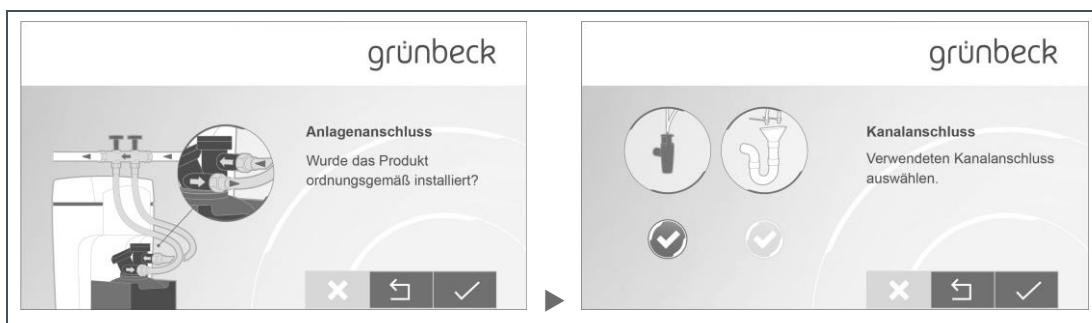 grünbeck
Anlagenanschluss
Wurde das Produkt
ordnungsgemäß installiert?
grünbeck
Kanalanschluss
Verwendeten Kanalanschluss
auswählen.